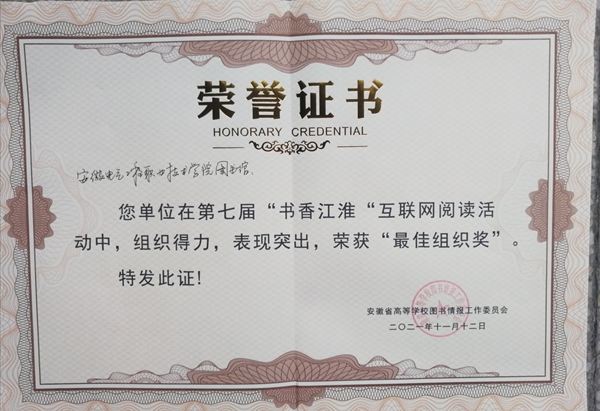 荣誉证书
HONORARY CREDENTIAL
安徽电气工程职业技术学院图书馆:
您单位在第七届“书香江淮“互联网阅读活
动中，组织得力，表现突出，荣获“最佳组织奖”。
特发此证!
安徽省高等学校图书情报工作委员会
二〇二一年十一月十二日